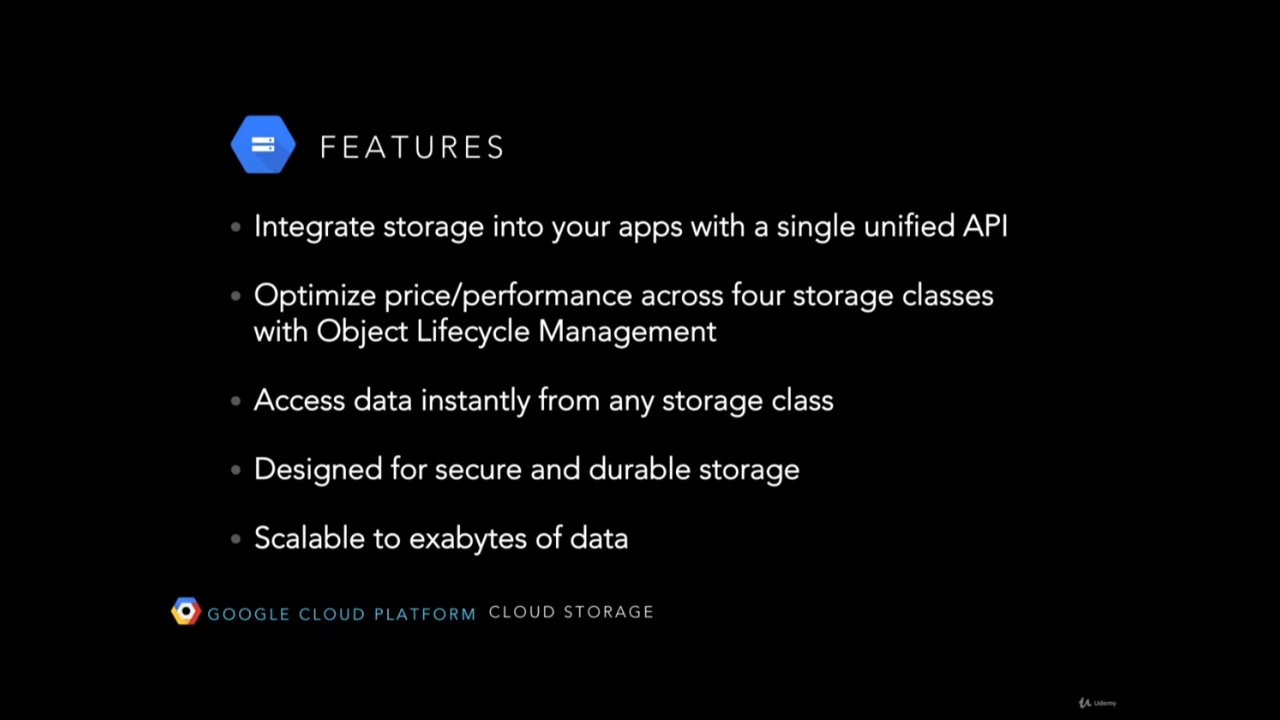 FEATURES
• Integrate storage into your apps with a single unified API
• Optimize price/performance across four storage classes
with Object Lifecycle Management
• Access data instantly from any storage class
• Designed for secure and durable storage
• Scalable to exabytes of data
GOOGLE CLOUD PLATFORM CLOUD STORAGE
Udemy